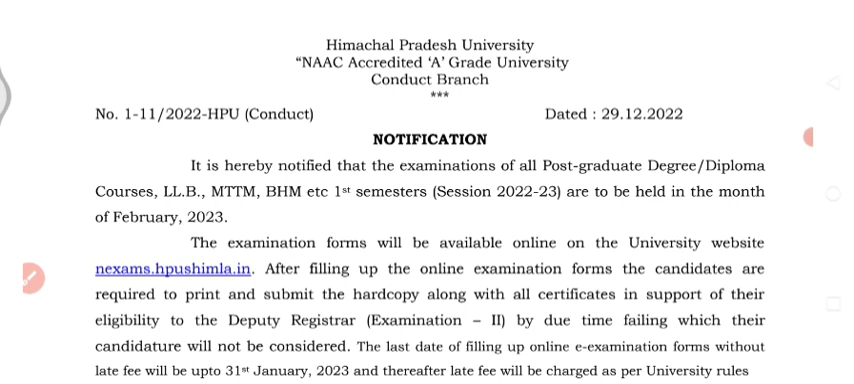 Himachal Pradesh University
“NAAC Accredited ‘A’ Grade University
Conduct Branch
***
No. 1-11/2022-HPU (Conduct) Dated : 29.12.2022
NOTIFICATION
It is hereby notified that the examinations of all Post-graduate Degree/Diploma
Courses, LL.B., MTTM, BHM etc 1st semesters (Session 2022-23) are to be held in the month
of February, 2023.
The examination forms will be available online on the University website
nexams.hpushimla.in. After filling up the online examination forms the candidates are
required to print and submit the hardcopy along with all certificates in support of their
eligibility to the Deputy Registrar (Examination – II) by due time failing which their
candidature will not be considered. The last date of filling up online e-examination forms without
late fee will be upto 31st January, 2023 and thereafter late fee will be charged as per University rules